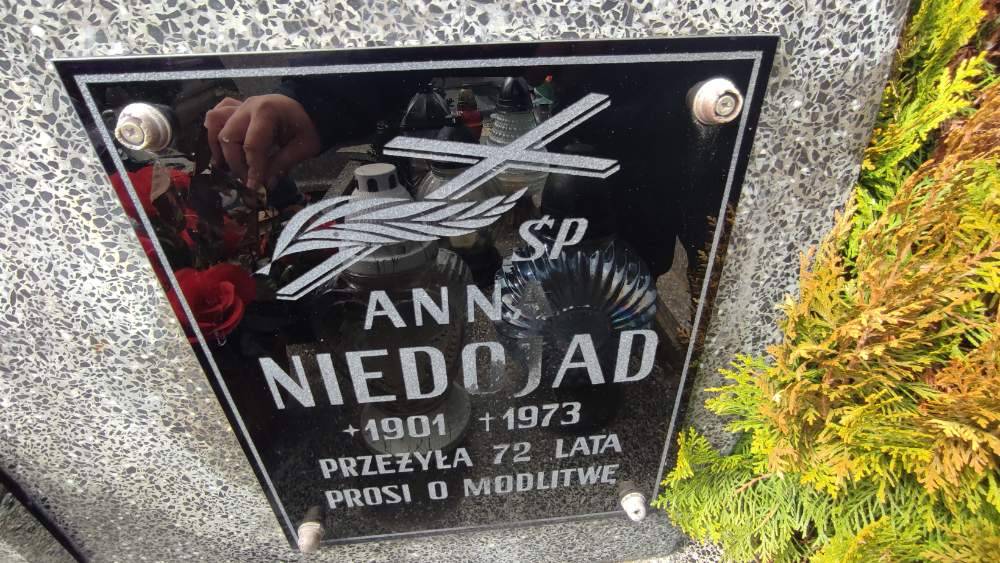 ŚP
ANNA
NIEDOJAD
*1901 †1973
PRZEŻYŁA 72 LATA
PROSI O MODLITWĘ